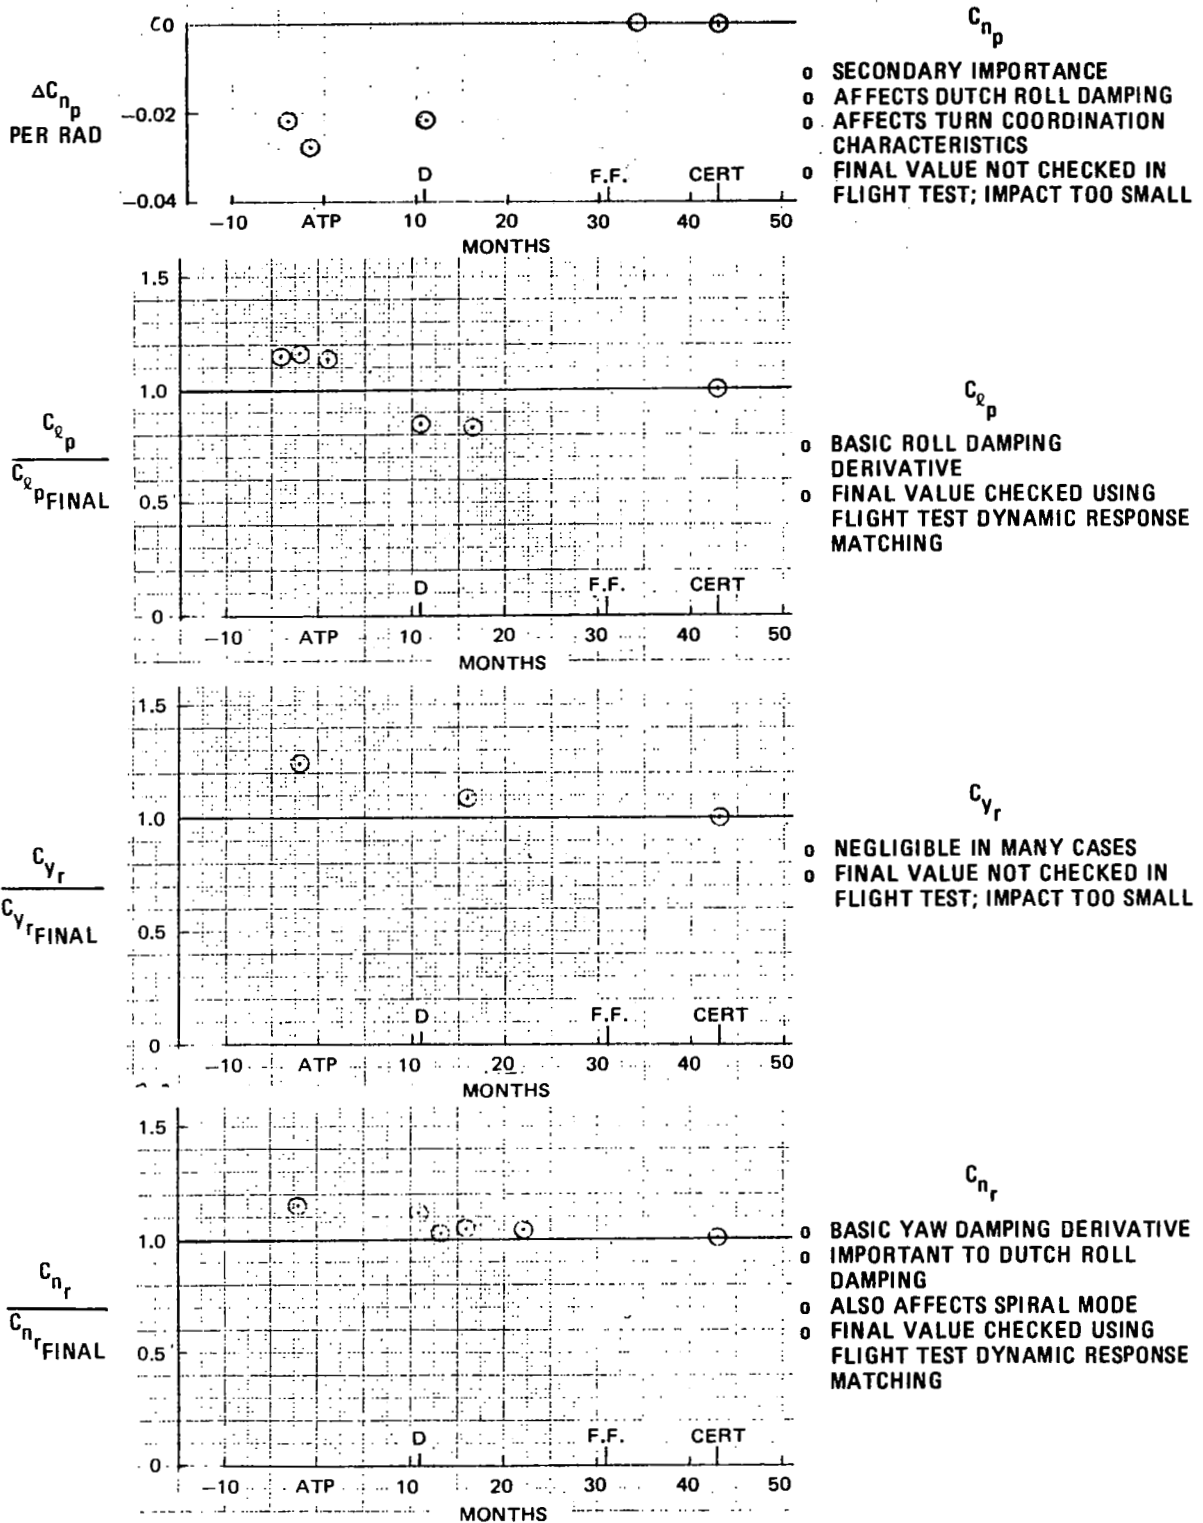 C0
ΔCnp
PER RAD
−0.02
−0.04
D
F.F.
CERT
−10 ATP 10 20 30 40 50
MONTHS
Cnp
o SECONDARY IMPORTANCE
o AFFECTS DUTCH ROLL DAMPING
o AFFECTS TURN COORDINATION
CHARACTERISTICS
o FINAL VALUE NOT CHECKED IN
FLIGHT TEST; IMPACT TOO SMALL
1.5
1.0
Cℓp
CℓpFINAL
0.5
0
D
F.F.
CERT
−10 ATP 10 20 30 40 50
MONTHS
Cℓp
o BASIC ROLL DAMPING
DERIVATIVE
o FINAL VALUE CHECKED USING
FLIGHT TEST DYNAMIC RESPONSE
MATCHING
1.5
1.0
Cyr
CyrFINAL
0.5
0
D
F.F.
CERT
−10 ATP 10 20 30 40 50
MONTHS
Cyr
o NEGLIGIBLE IN MANY CASES
o FINAL VALUE NOT CHECKED IN
FLIGHT TEST; IMPACT TOO SMALL
1.5
1.0
Cnr
CnrFINAL
0.5
0
D
F.F.
CERT
−10 ATP 10 20 30 40 50
MONTHS
Cnr
o BASIC YAW DAMPING DERIVATIVE
o IMPORTANT TO DUTCH ROLL
DAMPING
o ALSO AFFECTS SPIRAL MODE
o FINAL VALUE CHECKED USING
FLIGHT TEST DYNAMIC RESPONSE
MATCHING